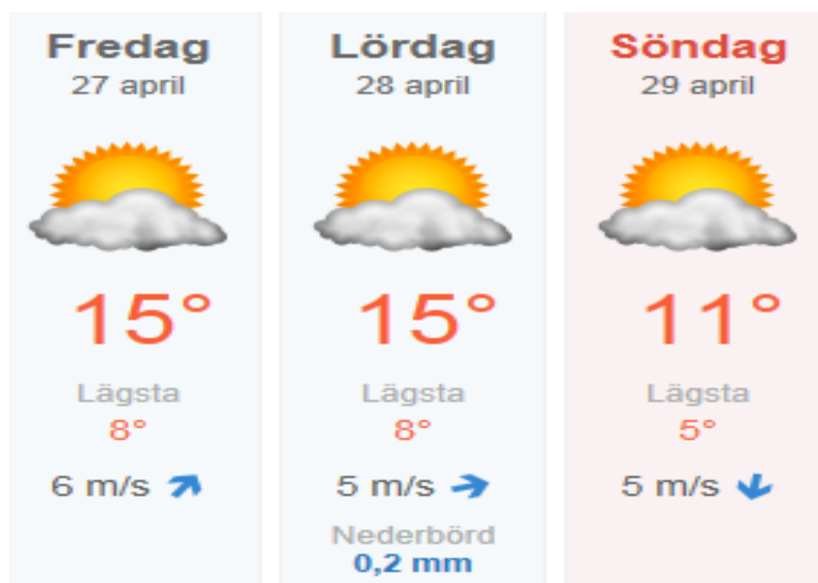 Fredag
27 april
15°
Lägsta
8°
6 m/s
Lördag
28 april
15°
Lägsta
8°
5 m/s
Nederbörd
0,2 mm
Söndag
29 april
11°
Lägsta
5°
5 m/s